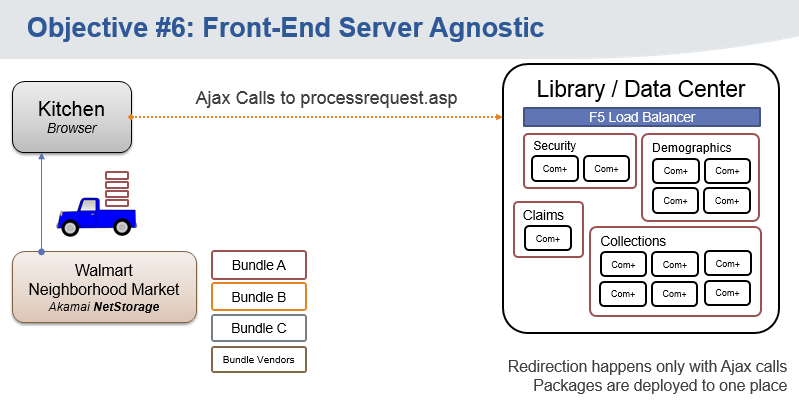 Objective #6: Front-End Server Agnostic
Kitchen
Browser
Ajax Calls to processrequest.asp
Library / Data Center
F5 Load Balancer
Security
Com+ Com+
Demographics
Com+ Com+
Com+ Com+
Claims
Com+
Collections
Com+ Com+ Com+
Com+ Com+ Com+
Walmart
Neighborhood Market
Akamai NetStorage
Bundle A
Bundle B
Bundle C
Bundle Vendors
Redirection happens only with Ajax calls
Packages are deployed to one place